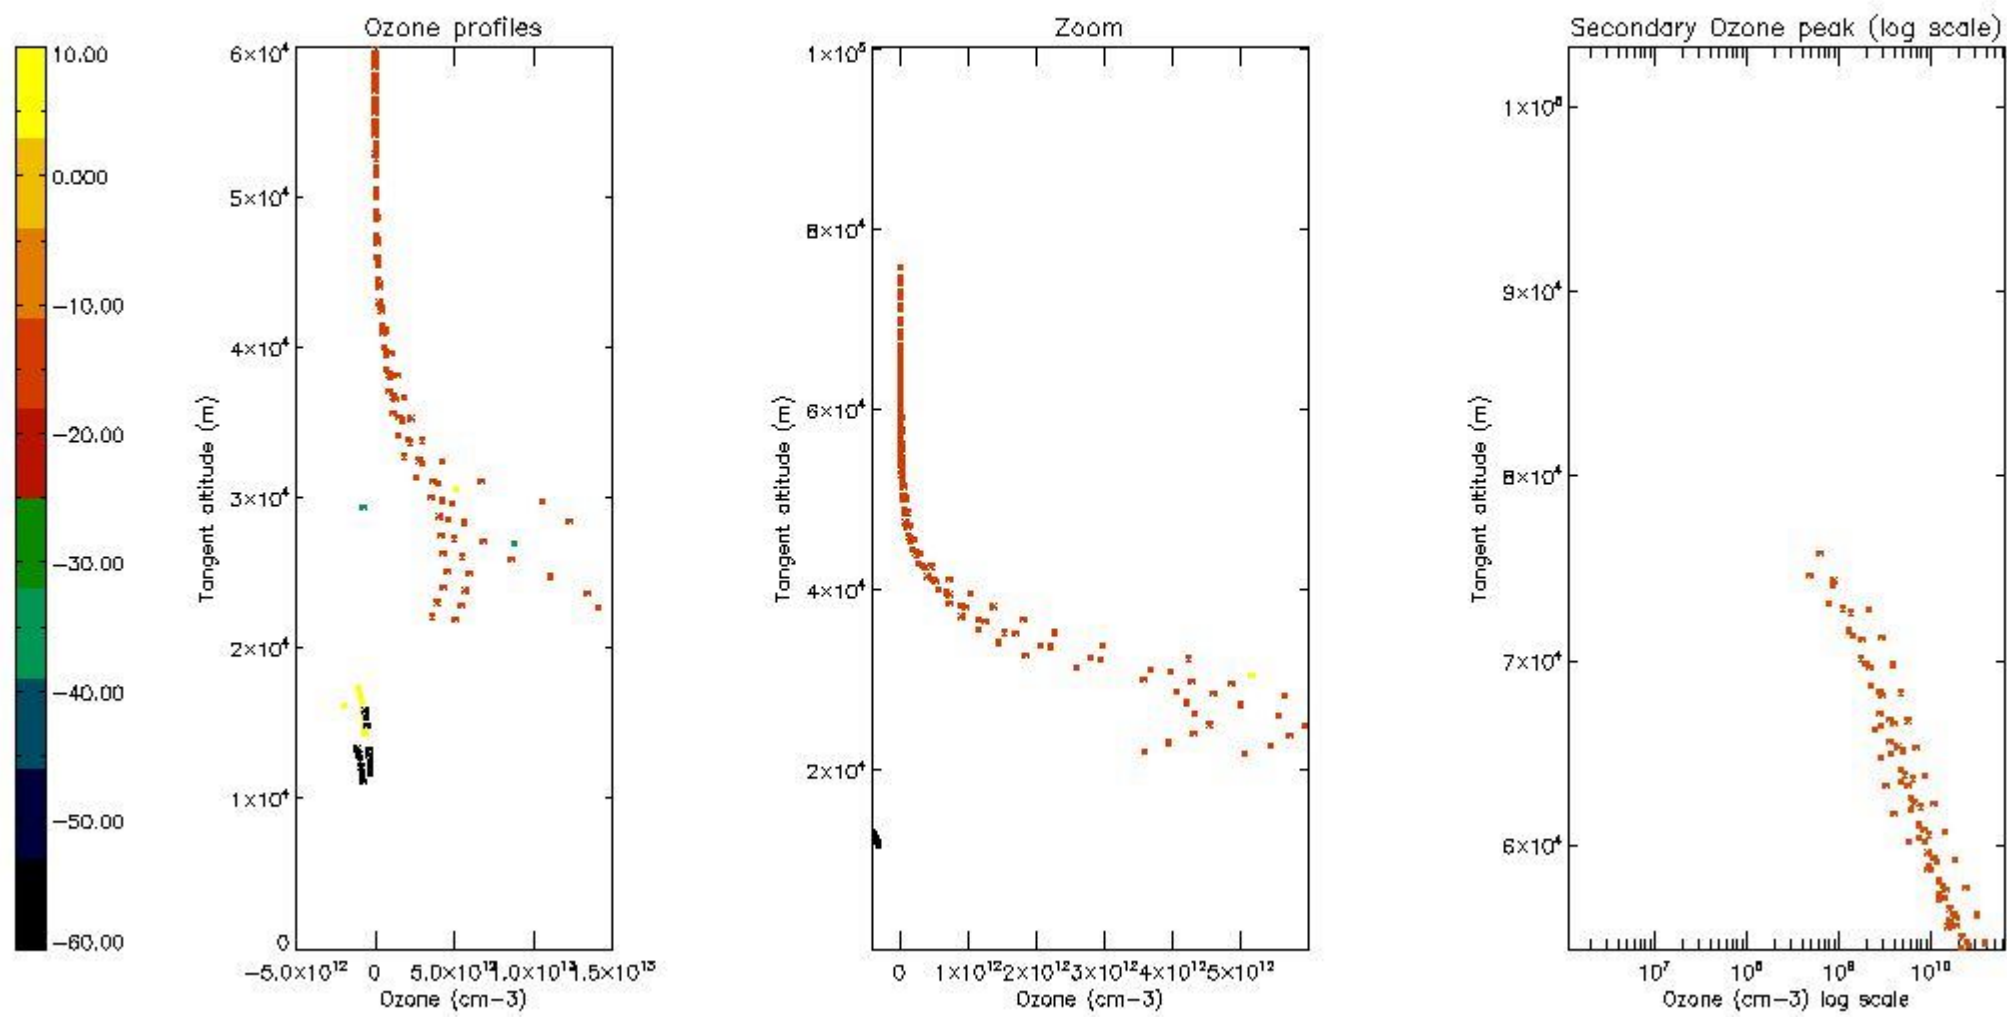 Ozone profiles
Zoom
Secondary Ozone peak (log scale)
10.00
0.000
−10.00
−20.00
−30.00
−40.00
−50.00
−60.00
6×10⁴
5×10⁴
4×10⁴
3×10⁴
2×10⁴
1×10⁴
0
Tangent altitude (m)
−5.0×10¹² 0 5.0×10¹² 1.0×10¹³ 1.5×10¹³
Ozone (cm−3)
1×10⁵
8×10⁴
6×10⁴
4×10⁴
2×10⁴
Tangent altitude (m)
0 1×10¹² 2×10¹² 3×10¹² 4×10¹² 5×10¹²
Ozone (cm−3)
9×10⁴
8×10⁴
7×10⁴
6×10⁴
Tangent altitude (m)
10⁷ 10⁸ 10⁹ 10¹⁰
Ozone (cm−3) log scale